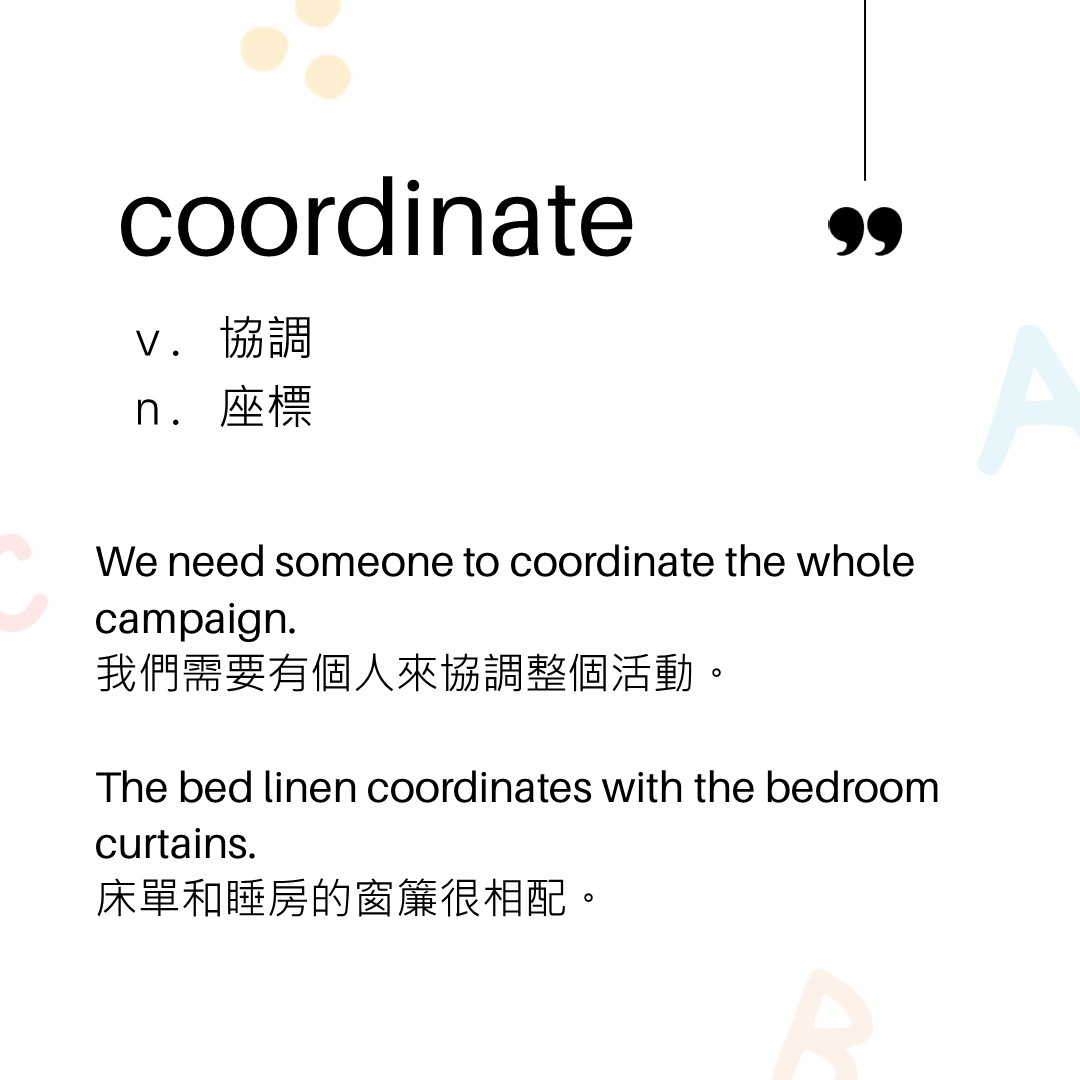 coordinate
”
v. 協調
n. 座標
We need someone to coordinate the whole
campaign.
我們需要有個人來協調整個活動。
The bed linen coordinates with the bedroom
curtains.
床單和睡房的窗簾很相配。
A
C
B